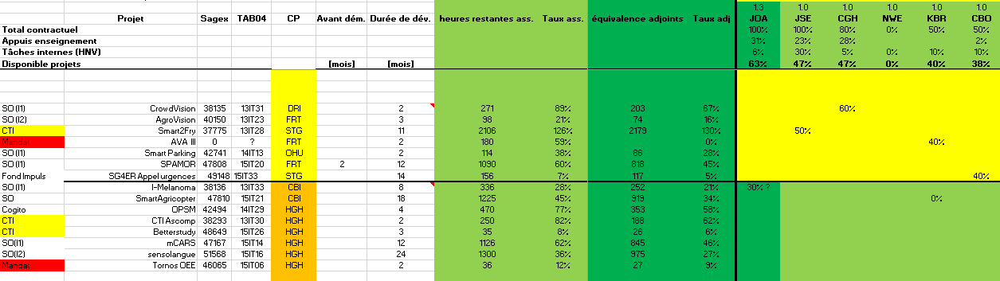 1.3 1.0 1.0 1.0 1.0 1.0
Projet Sagex TAB04 CP Avant dém. Durée de dév. heures restantes ass. Taux ass. équivalence adjoints Taux adj JOA JSE CGH NWE KBR CBO
Total contractuel 100% 100% 80% 0% 50% 50%
Appuis enseignement 31% 23% 28% 2%
Tâches internes (HNV) 6% 30% 5% 0% 10% 10%
Disponible projets [mois] [mois] 63% 47% 47% 0% 40% 38%
SO (I1) CrowdVision 38135 13IT31 DRI 2 271 89% 203 67% 60%
SO (I2) AgroVision 40150 13IT23 FRT 3 98 21% 74 16%
CTI Smart2Fry 37775 13IT28 STG 11 2106 126% 2179 130% 50%
Mandat AVA III 0 ? FRT 2 180 59% 0% 40%
SO (I1) Smart Parking 42741 14IT13 OHU 2 114 38% 86 28%
SO (I1) SPAMOR 47808 15IT20 FRT 2 12 1090 60% 818 45%
Fond Impuls SG4ER Appel urgences 49148 15IT33 STG 14 156 7% 117 5% 40%
SO (I1) I-Melanoma 38136 13IT33 CBI 8 336 28% 252 21% 30% ?
SO SmartAgricopter 47810 15IT21 CBI 18 1225 45% 919 34% 0%
Cogito OPSM 42494 14IT29 HGH 4 470 77% 353 58%
CTI CTI Ascomp 38293 13IT30 HGH 2 250 82% 188 62%
CTI Betterstudy 48649 15IT26 HGH 3 35 8% 26 6%
SO(I1) mCARS 47167 15IT14 HGH 12 1126 62% 845 46%
SO(I2) sensolangue 51568 15IT16 HGH 24 1300 36% 975 27%
Mandat Tornos OEE 46065 15IT06 HGH 2 36 12% 27 9%